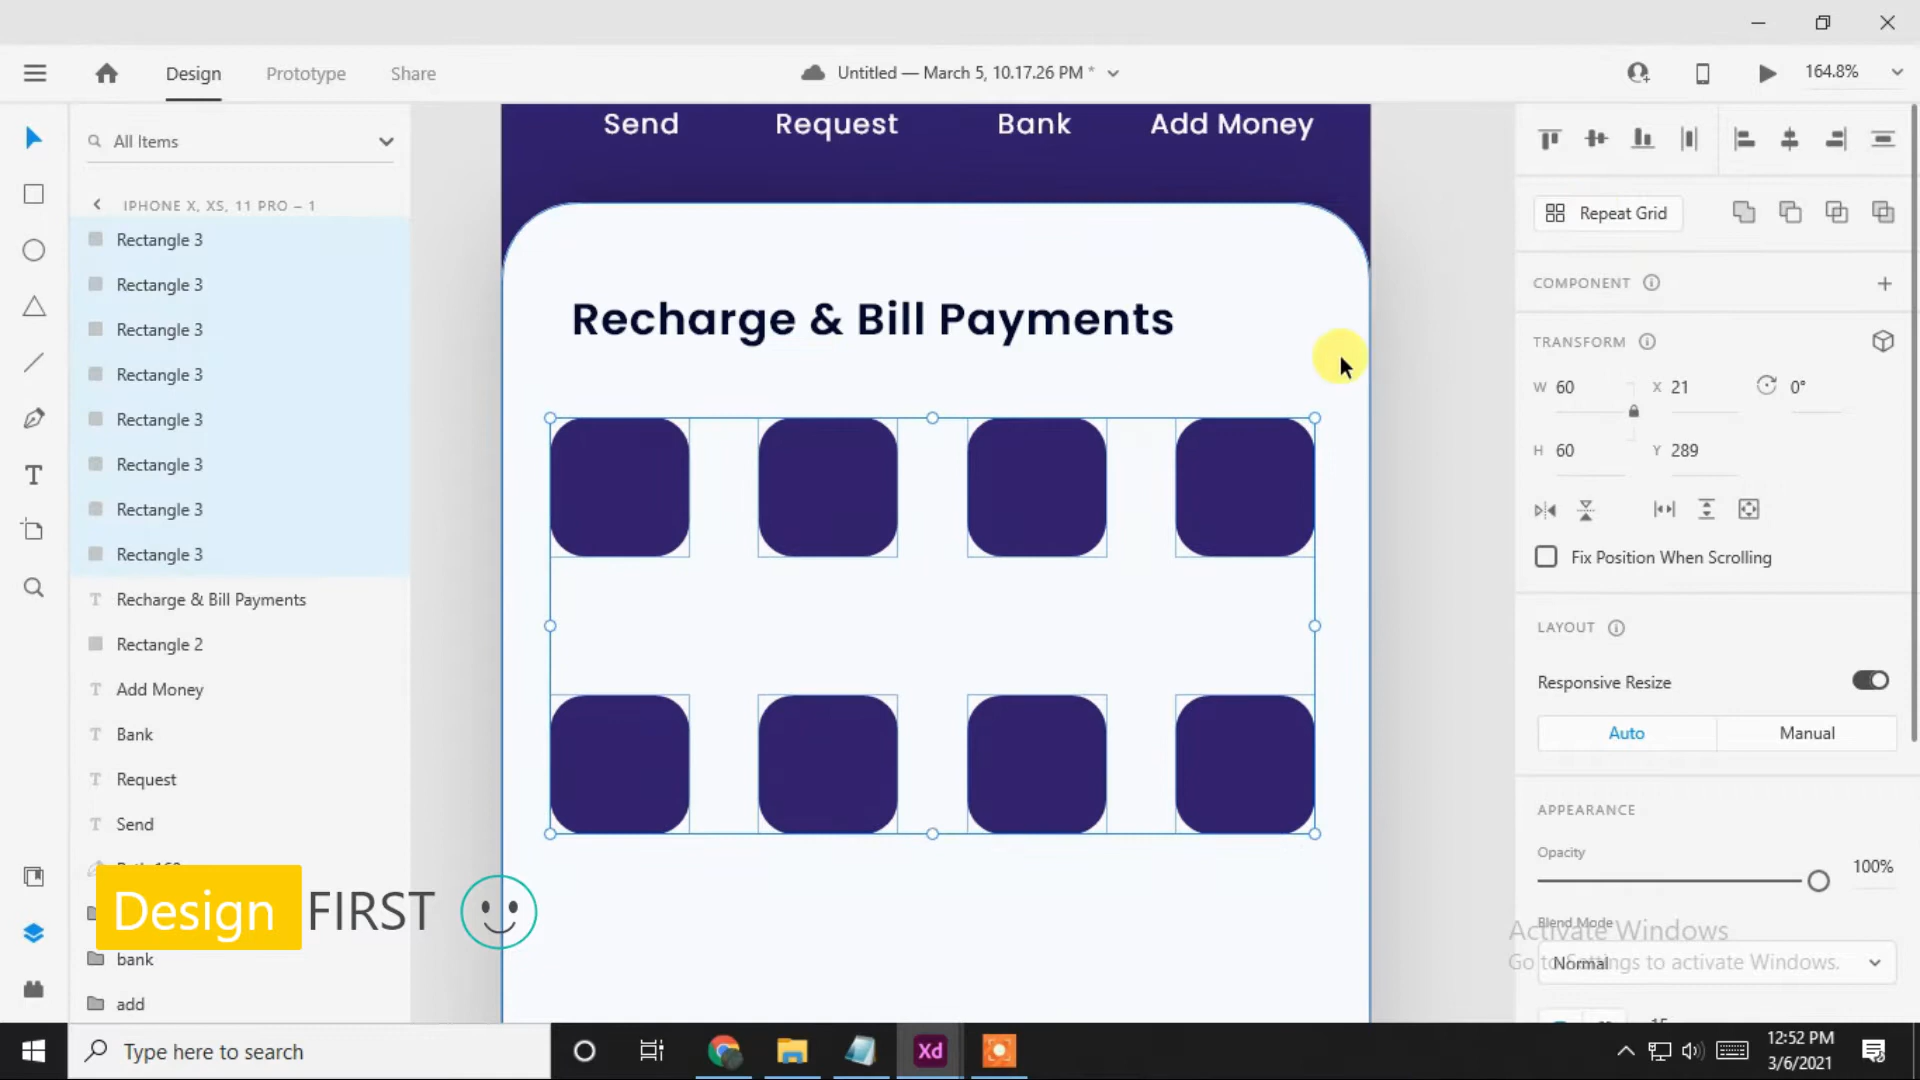 Design
Prototype
Share
Untitled — March 5, 10.17.26 PM *
164.8%
All Items
IPHONE X, XS, 11 PRO – 1
Rectangle 3
Rectangle 3
Rectangle 3
Rectangle 3
Rectangle 3
Rectangle 3
Rectangle 3
Rectangle 3
Recharge & Bill Payments
Rectangle 2
Add Money
Bank
Request
Send
bank
add
Design FIRST
Send
Request
Bank
Add Money
Recharge & Bill Payments
Repeat Grid
COMPONENT
TRANSFORM
W 60
X 21
0°
H 60
Y 289
Fix Position When Scrolling
LAYOUT
Responsive Resize
Auto
Manual
APPEARANCE
Opacity
100%
Blend Mode
Normal
Activate Windows
Go to Settings to activate Windows.
Type here to search
Xd
12:52 PM
3/6/2021